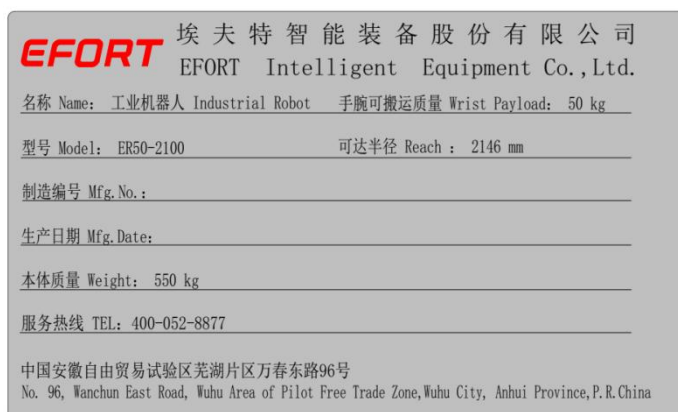 EFORT
埃夫特智能装备股份有限公司
EFORT Intelligent Equipment Co.,Ltd.
名称 Name: 工业机器人 Industrial Robot 手腕可搬运质量 Wrist Payload: 50 kg
型号 Model: ER50-2100 可达半径 Reach : 2146 mm
制造编号 Mfg.No.:
生产日期 Mfg.Date:
本体质量 Weight: 550 kg
服务热线 TEL: 400-052-8877
中国安徽自由贸易试验区芜湖片区万春东路96号
No. 96, Wanchun East Road, Wuhu Area of Pilot Free Trade Zone,Wuhu City, Anhui Province,P.R.China